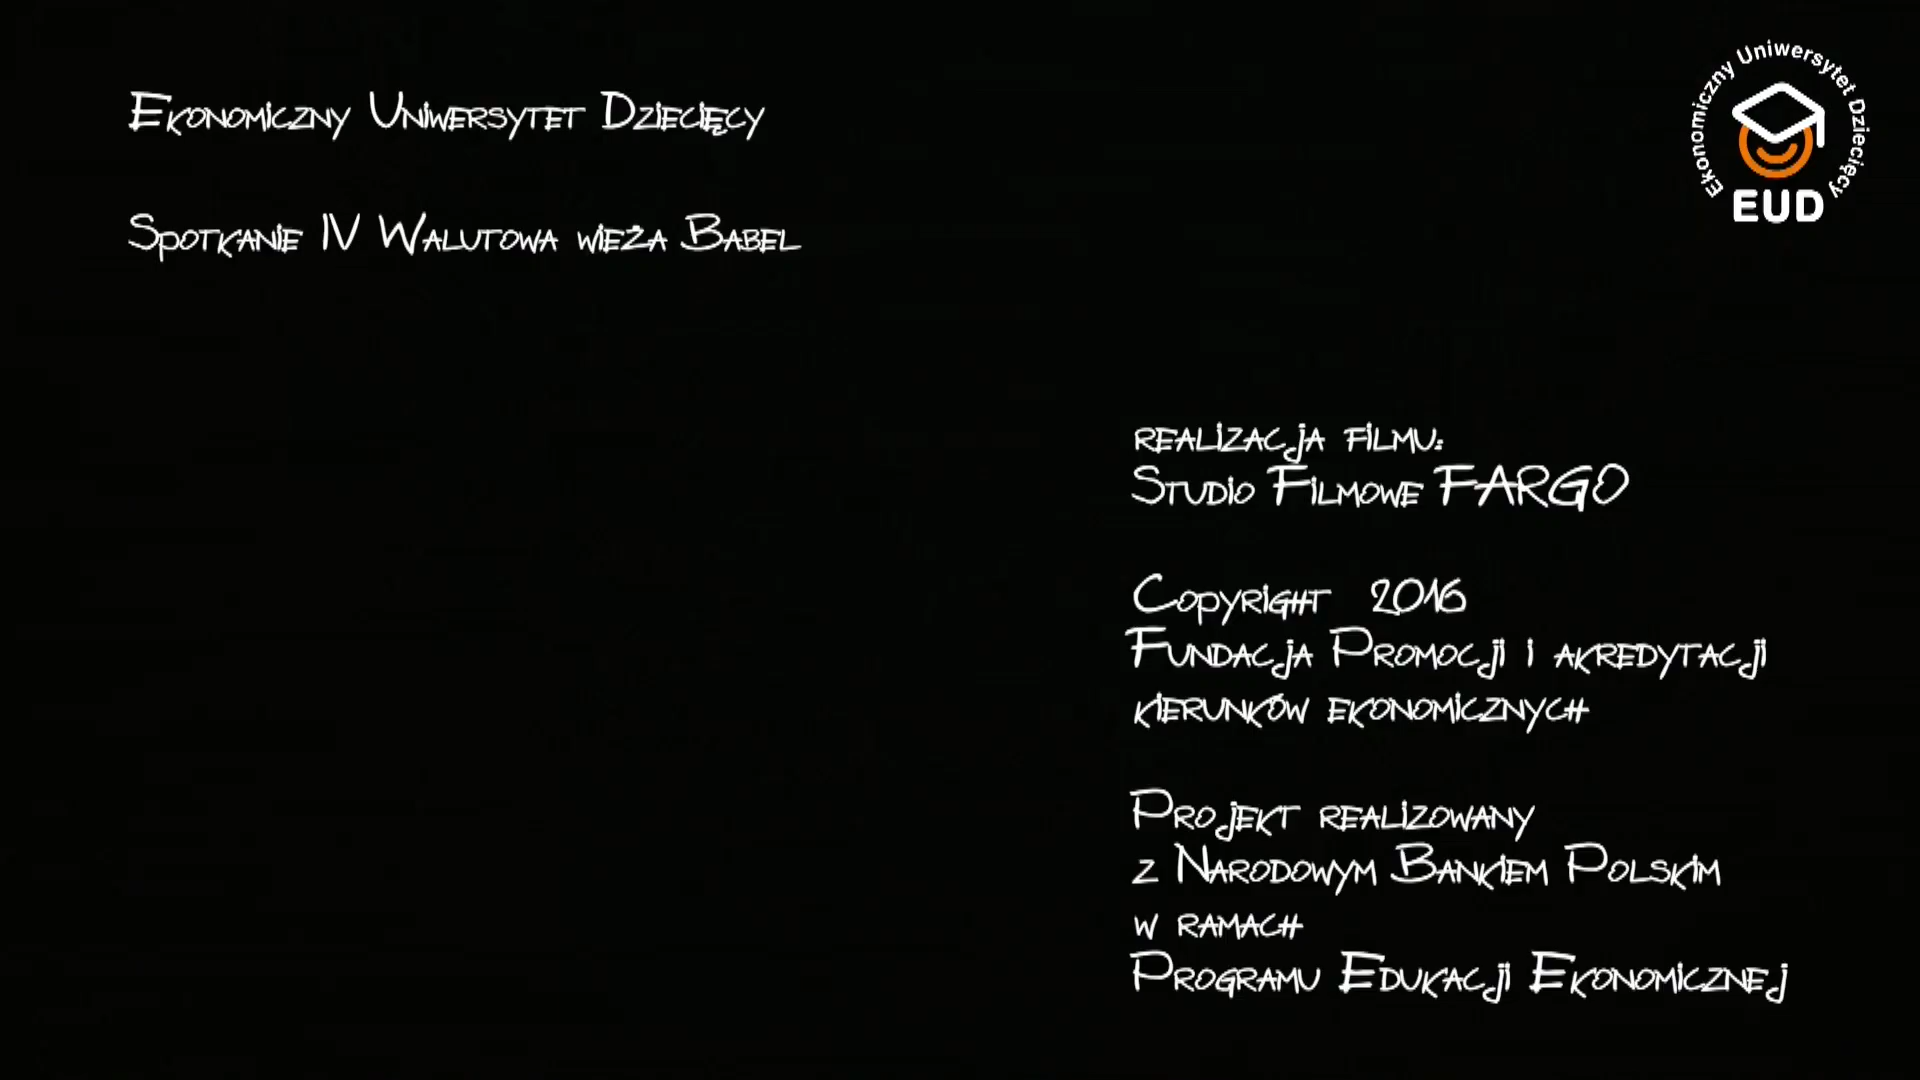 Ekonomiczny Uniwersytet Dziecięcy
Spotkanie IV Walutowa wieża Babel
Ekonomiczny Uniwersytet Dziecięcy
EUD
realizacja filmu:
Studio Filmowe FARGO
Copyright 2016
Fundacja Promocji i akredytacji
kierunków ekonomicznych
Projekt realizowany
z Narodowym Bankiem Polskim
w ramach
Programu Edukacji Ekonomicznej